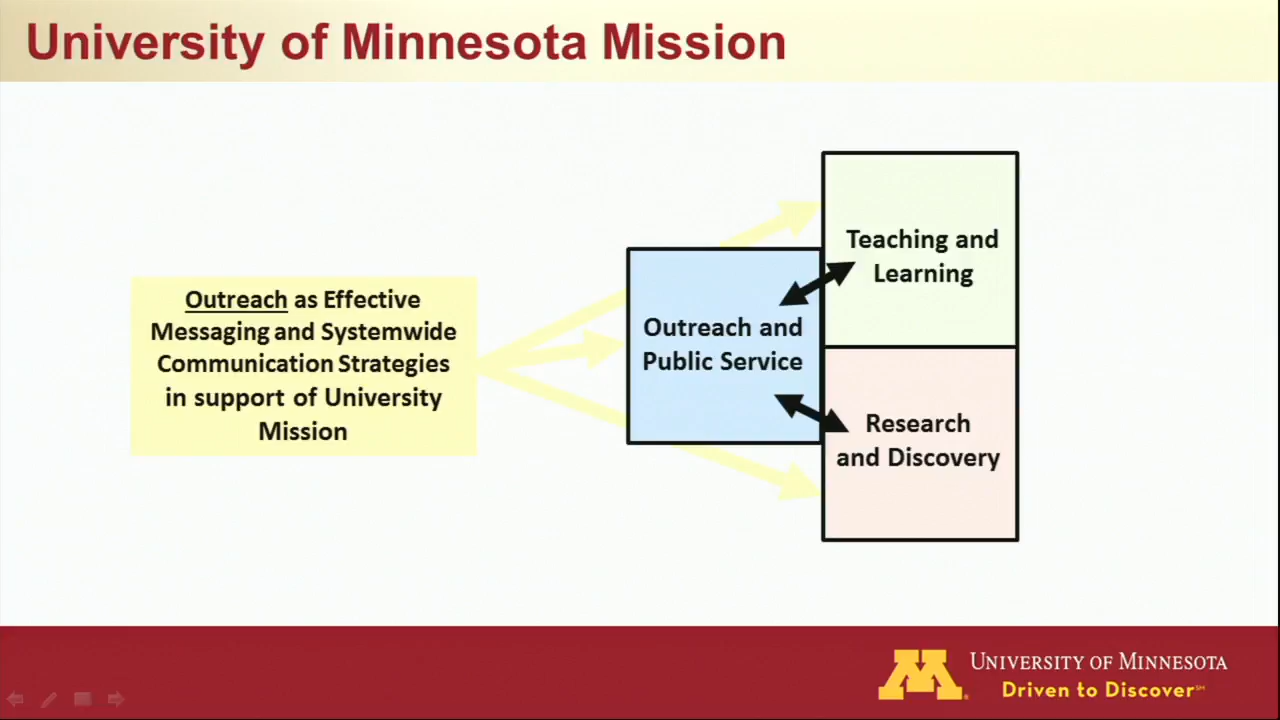 University of Minnesota Mission
Outreach as Effective
Messaging and Systemwide
Communication Strategies
in support of University
Mission
Outreach and
Public Service
Teaching and
Learning
Research
and Discovery
M
UNIVERSITY OF MINNESOTA
Driven to Discover℠